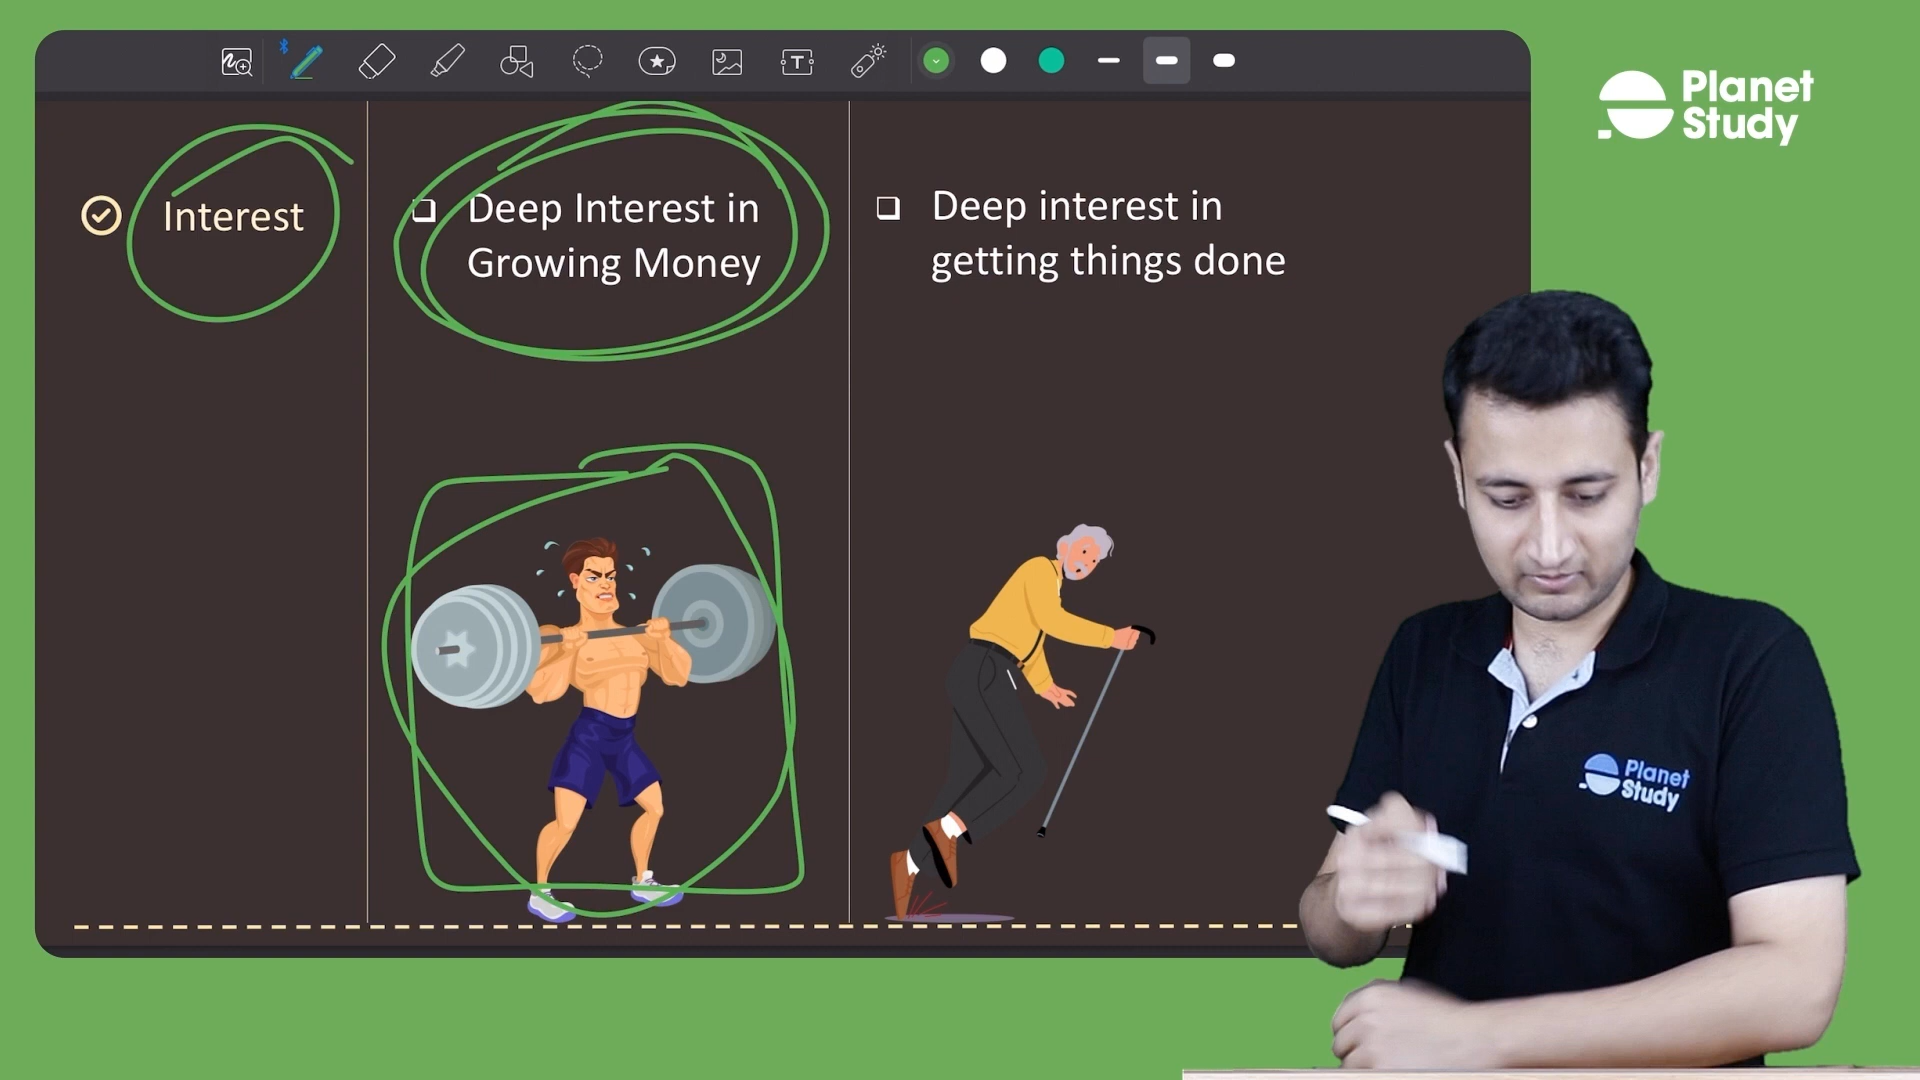 Planet
Study
Interest
Deep Interest in
Growing Money
Deep interest in
getting things done
Planet
Study
T